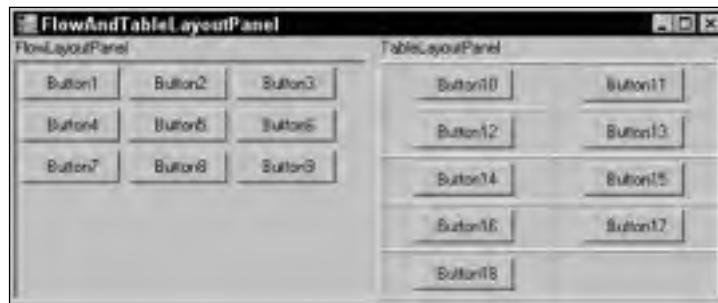 FlowAndTableLayoutPanel
FlowLayoutPanel
Button1 Button2 Button3
Button4 Button5 Button6
Button7 Button8 Button9
TableLayoutPanel
Button10 Button11
Button12 Button13
Button14 Button15
Button16 Button17
Button18